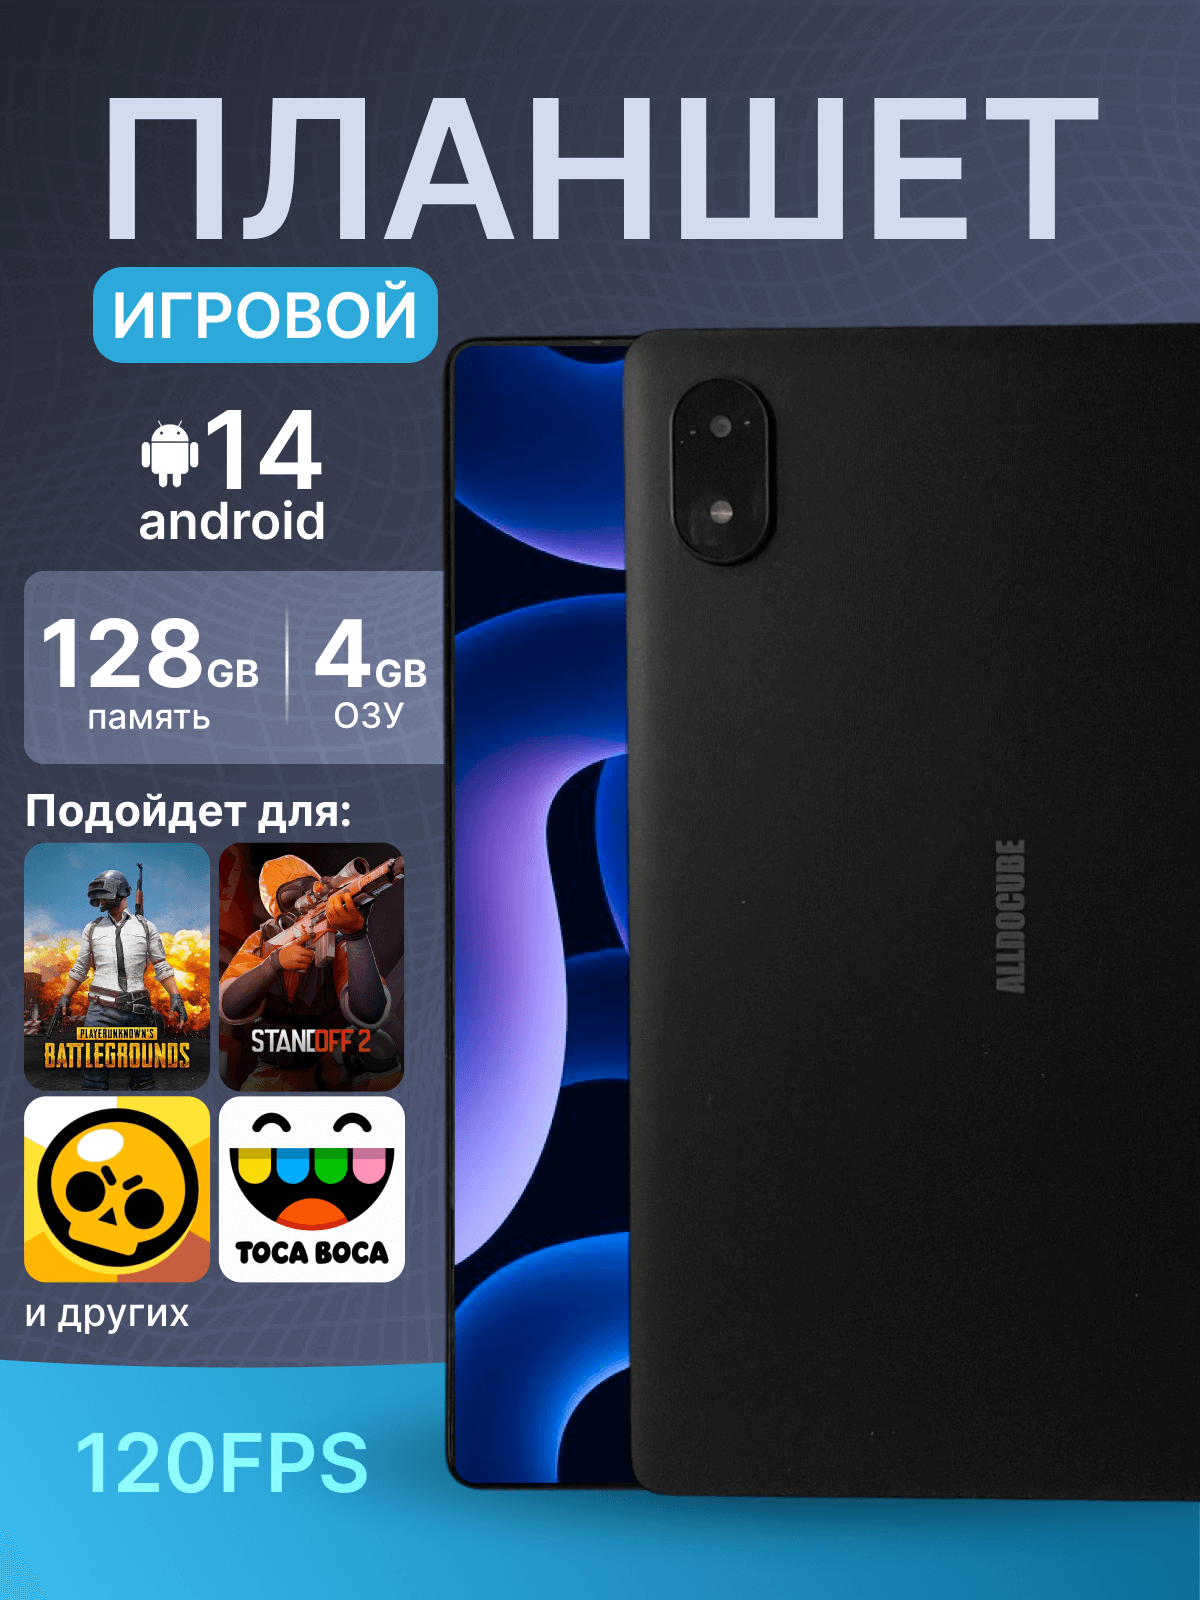 ПЛАНШЕТ
ИГРОВОЙ
14
android
128GB
память
4GB
ОЗУ
Подойдет для:
PLAYERUNKNOWN'S
BATTLEGROUNDS
STANDOFF 2
TOCA BOCA
и других
120FPS
ALLDOCUBE